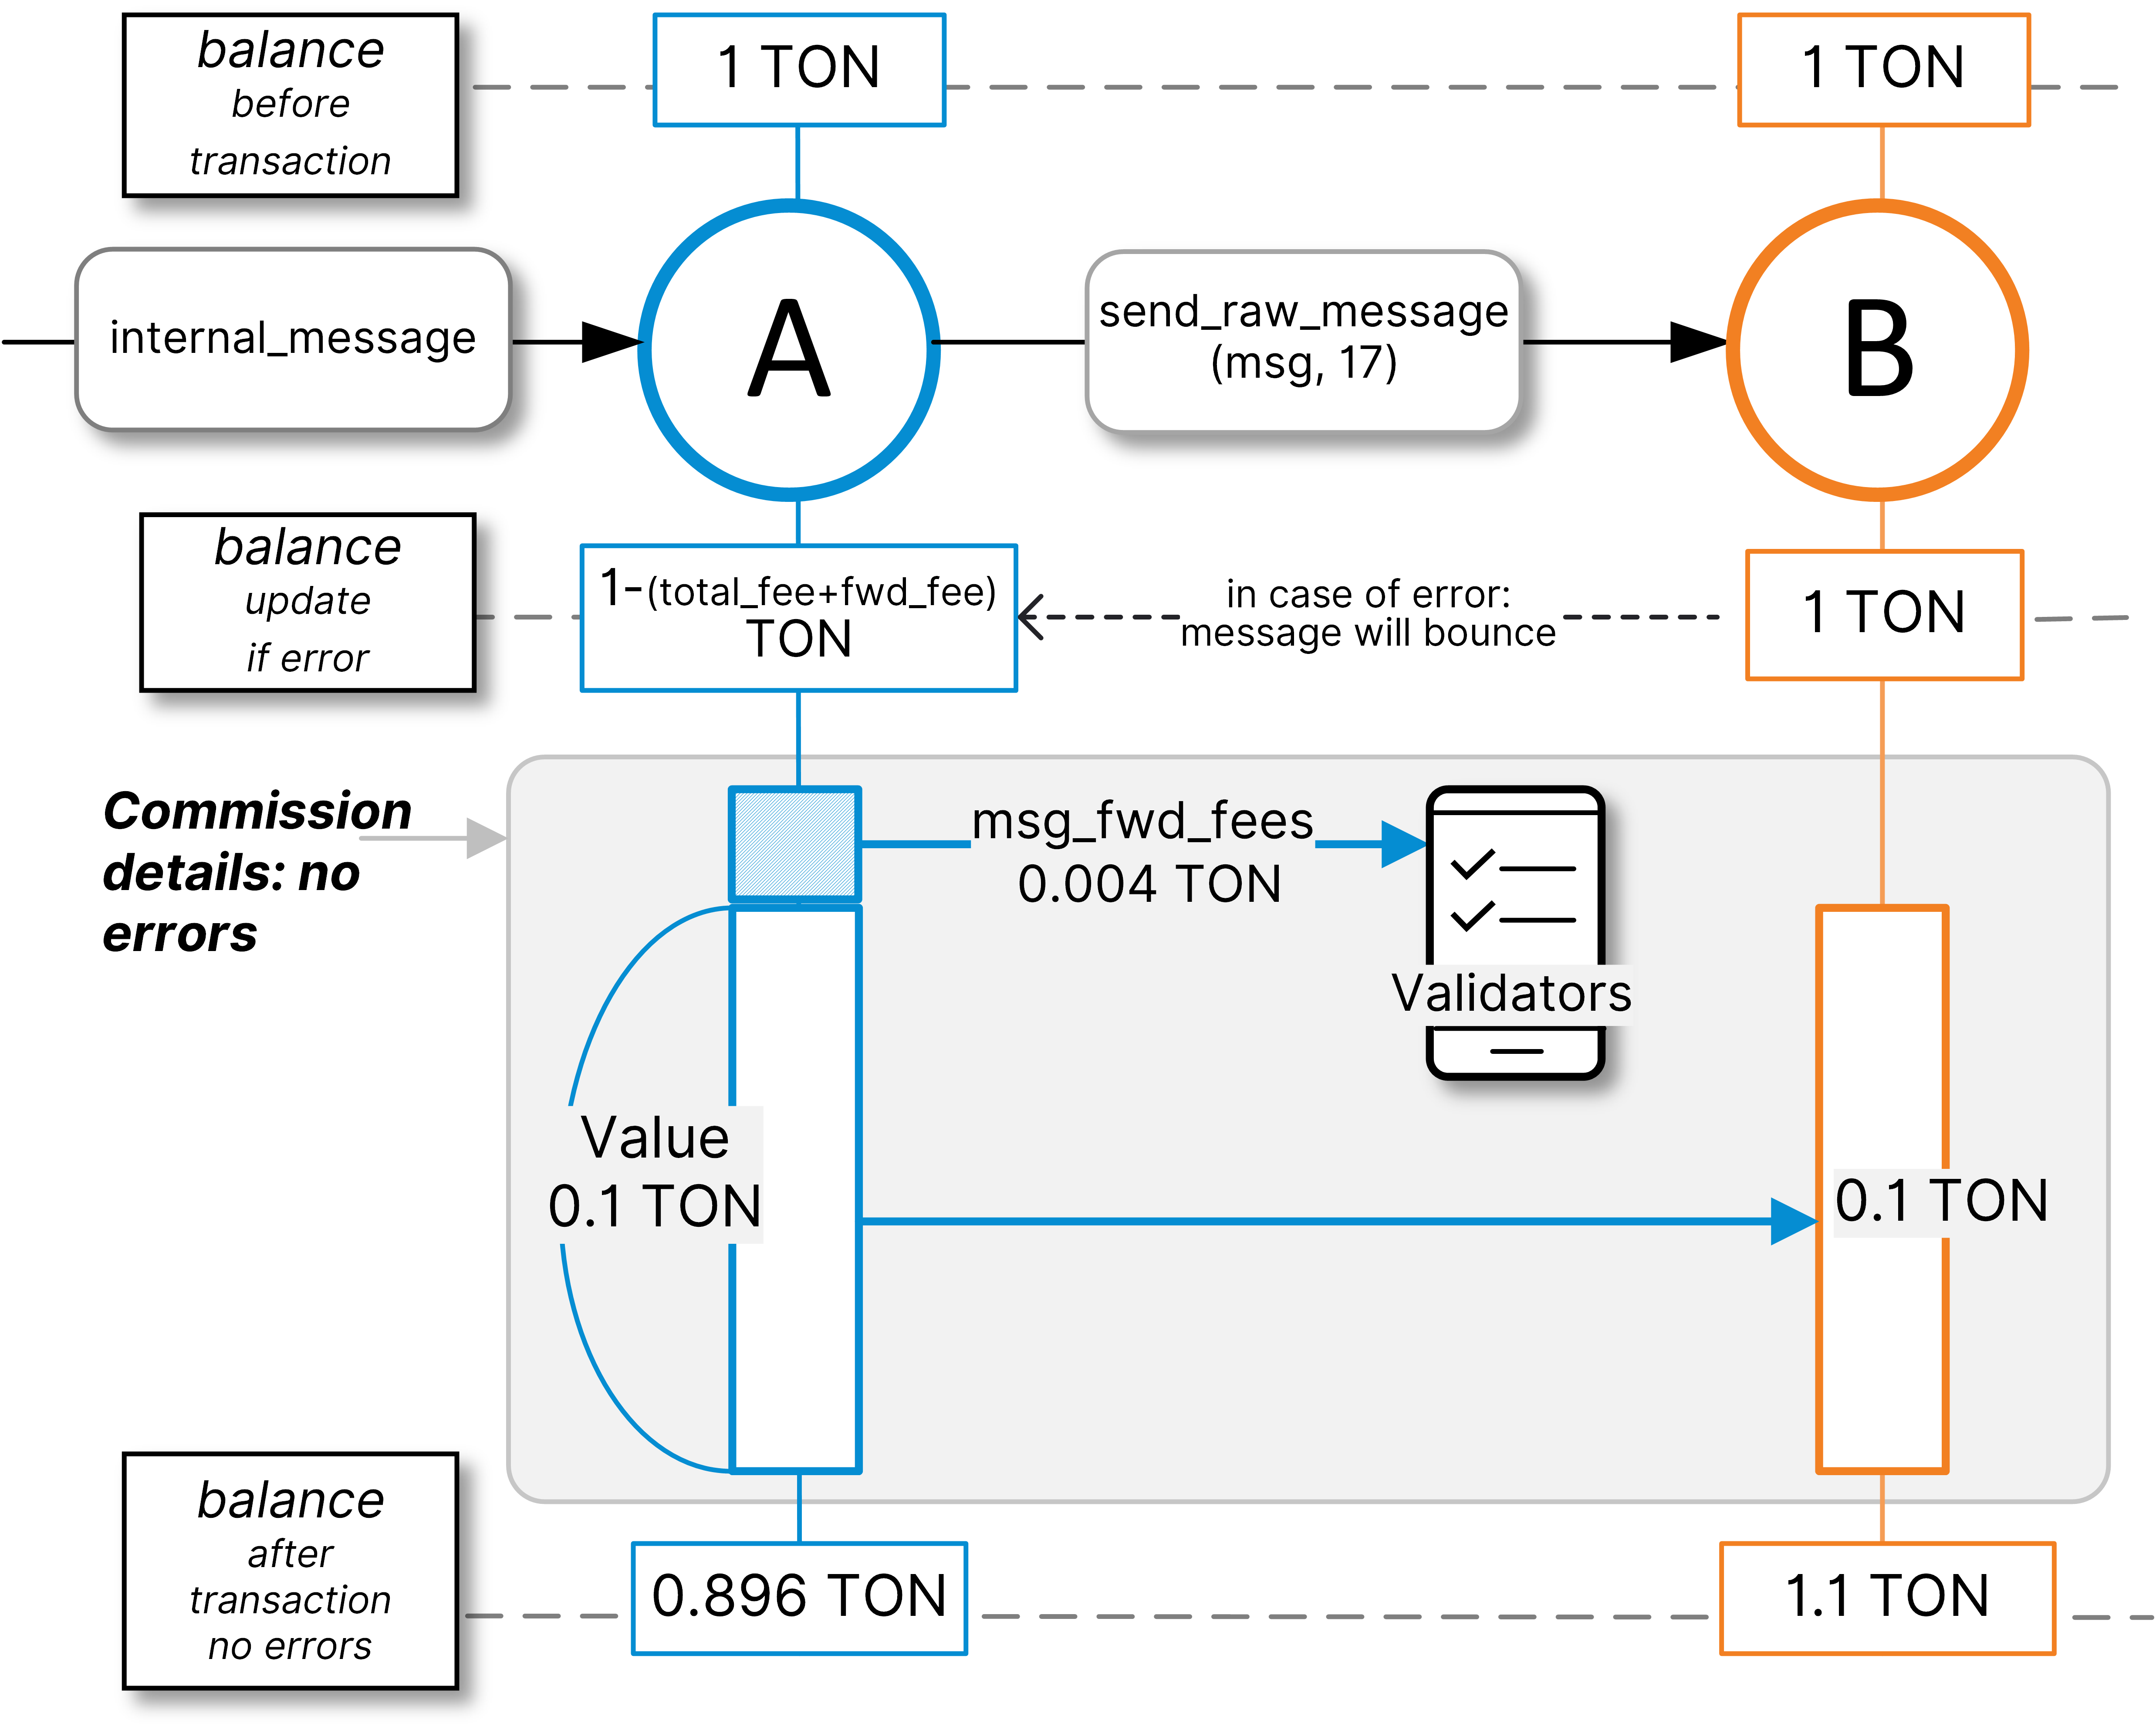 balance
before
transaction
1 TON
1 TON
internal_message
A
send_raw_message
(msg, 17)
B
balance
update
if error
1-(total_fee+fwd_fee)
TON
in case of error:
message will bounce
1 TON
Commission
details: no
errors
msg_fwd_fees
0.004 TON
Validators
Value
0.1 TON
0.1 TON
balance
after
transaction
no errors
0.896 TON
1.1 TON